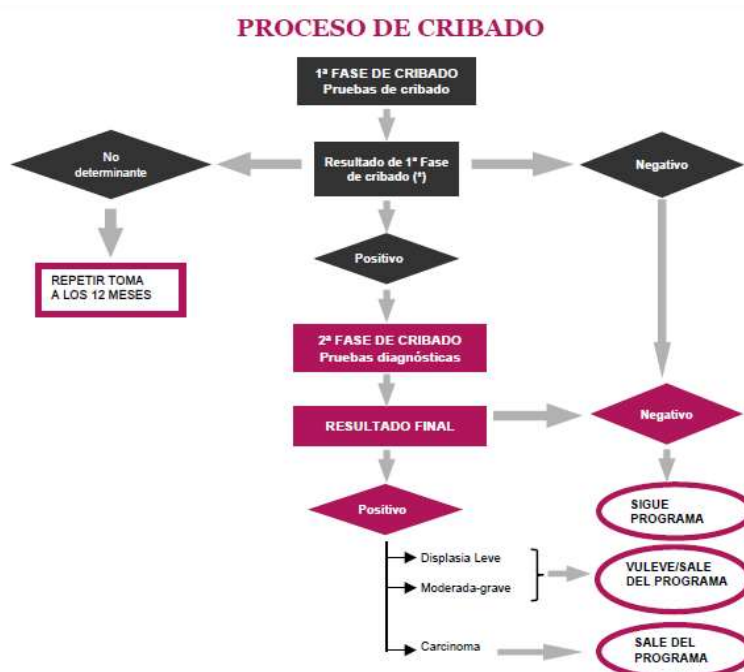 PROCESO DE CRIBADO
1ª FASE DE CRIBADO
Pruebas de cribado
No
determinante
Resultado de 1ª Fase
de cribado (*)
Negativo
REPETIR TOMA
A LOS 12 MESES
Positivo
2ª FASE DE CRIBADO
Pruebas diagnósticas
RESULTADO FINAL
Negativo
Positivo
SIGUE
PROGRAMA
Displasia Leve
Moderada-grave
VULEVE/SALE
DEL PROGRAMA
Carcinoma
SALE DEL
PROGRAMA